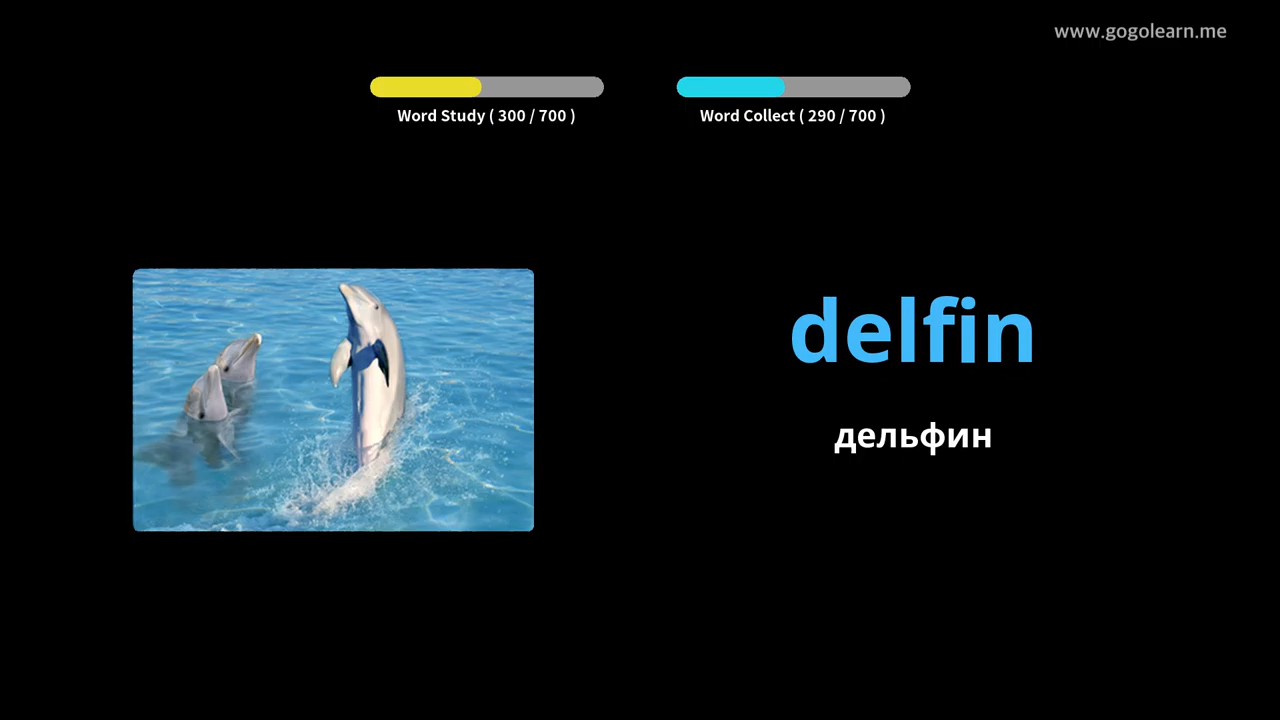 www.gogolearn.me
Word Study ( 300 / 700 )
Word Collect ( 290 / 700 )
delfin
дельфин